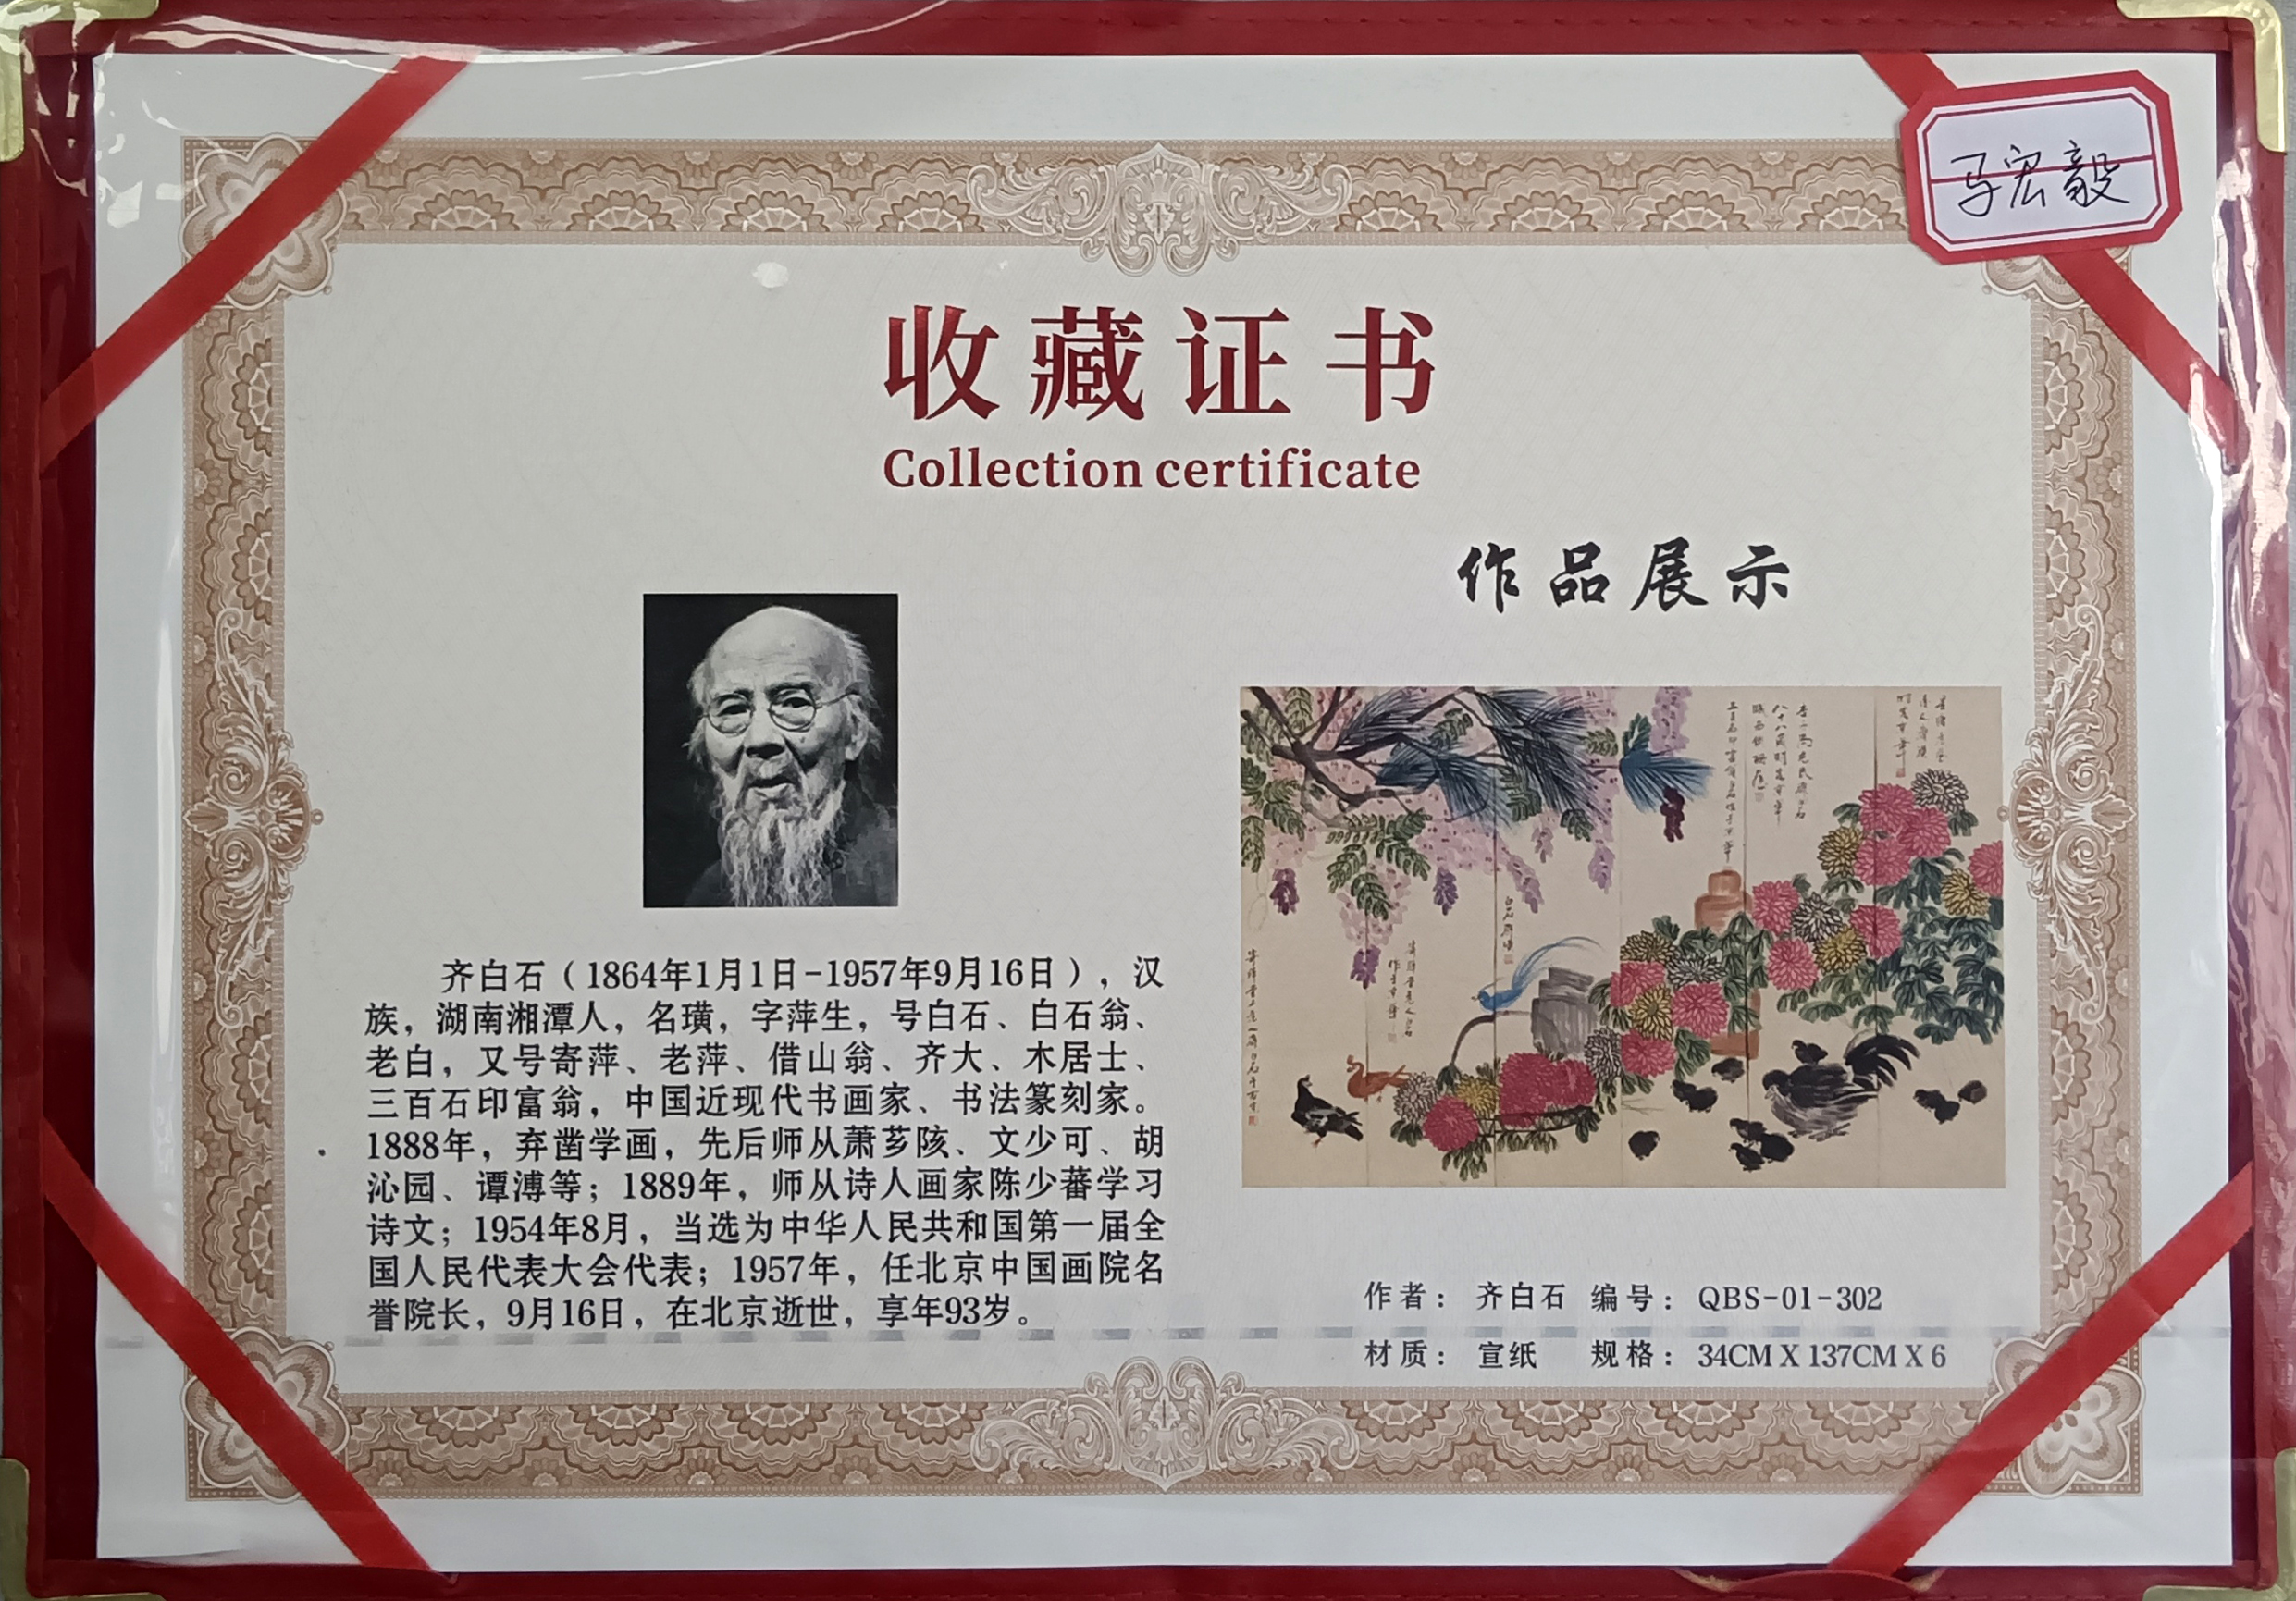 马宏毅
收藏证书
Collection certificate
作品展示
齐白石（1864年1月1日-1957年9月16日），汉
族，湖南湘潭人，名璜，字萍生，号白石、白石翁、
老白，又号寄萍、老萍、借山翁、齐大、木居士、
三百石印富翁，中国近现代书画家、书法篆刻家。
1888年，弃凿学画，先后师从萧芗陔、文少可、胡
沁园、谭溥等；1889年，师从诗人画家陈少蕃学习
诗文；1954年8月，当选为中华人民共和国第一届全
国人民代表大会代表；1957年，任北京中国画院名
誉院长，9月16日，在北京逝世，享年93岁。
作者： 齐白石 编号： QBS-01-302
材质： 宣纸 规格： 34CM X 137CM X 6